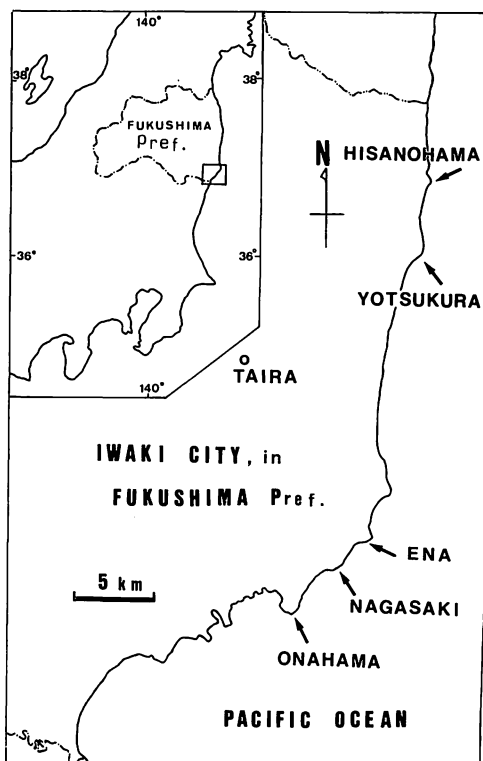 140°
38°
38°
FUKUSHIMA
Pref.
N
HISANOHAMA
36°
36°
YOTSUKURA
TAIRA
140°
IWAKI CITY, in
FUKUSHIMA Pref.
ENA
5 km
NAGASAKI
ONAHAMA
PACIFIC OCEAN